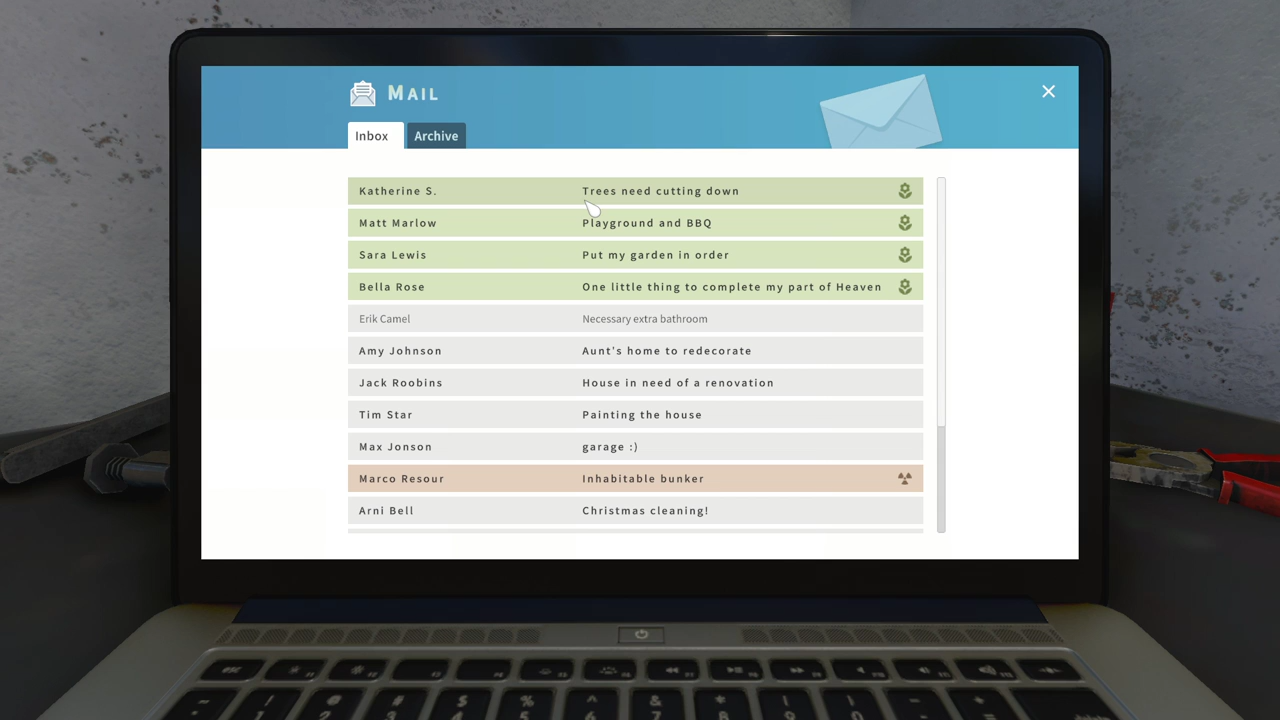 MAIL
Inbox Archive
Katherine S. Trees need cutting down
Matt Marlow Playground and BBQ
Sara Lewis Put my garden in order
Bella Rose One little thing to complete my part of Heaven
Erik Camel Necessary extra bathroom
Amy Johnson Aunt's home to redecorate
Jack Roobins House in need of a renovation
Tim Star Painting the house
Max Jonson garage :)
Marco Resour Inhabitable bunker
Arni Bell Christmas cleaning!